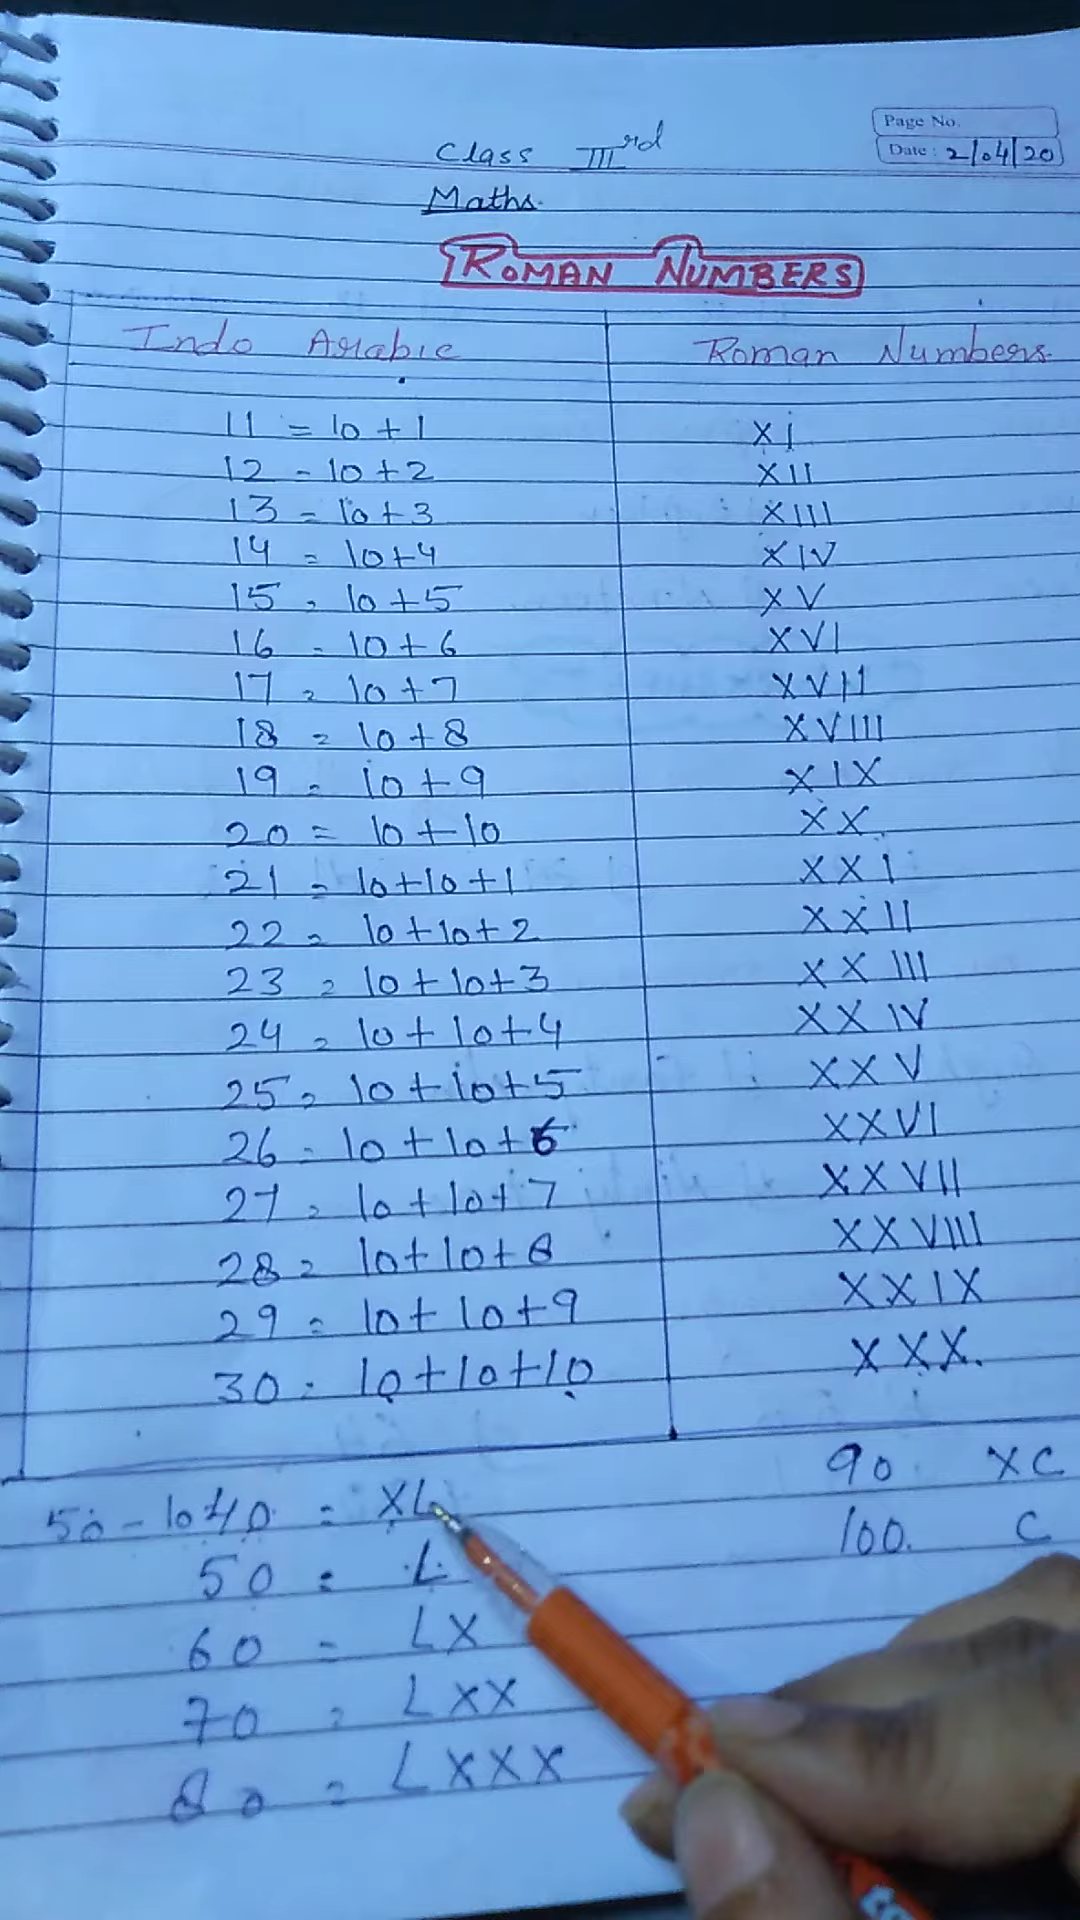 Page No.
Date: 2/04/20
Class IIIrd
Maths.
ROMAN NUMBERS
Indo Arabic Roman Numbers
11 = 10 + 1 XI
12 - 10 + 2 XII
13 = 10 + 3 XIII
14 = 10+4 XIV
15 = 10 + 5 XV
16 = 10 + 6 XVI
17 = 10 + 7 XVII
18 = 10 + 8 XVIII
19 = 10 + 9 XIX
20 = 10 + 10 XX
21 = 10+10+1 XXI
22 = 10+10+2 XXII
23 = 10+10+3 XXIII
24 = 10+10+4 XXIV
25 = 10+10+5 XXV
26 = 10+10+6 XXVI
27 = 10+10+7 XXVII
28 = 10+10+8 XXVIII
29 = 10+10+9 XXIX
30 = 10+10+10 XXX.
90 XC
50-10 40 = XL
100. C
50 = L
60 = LX
70 = LXX
80 = LXXX